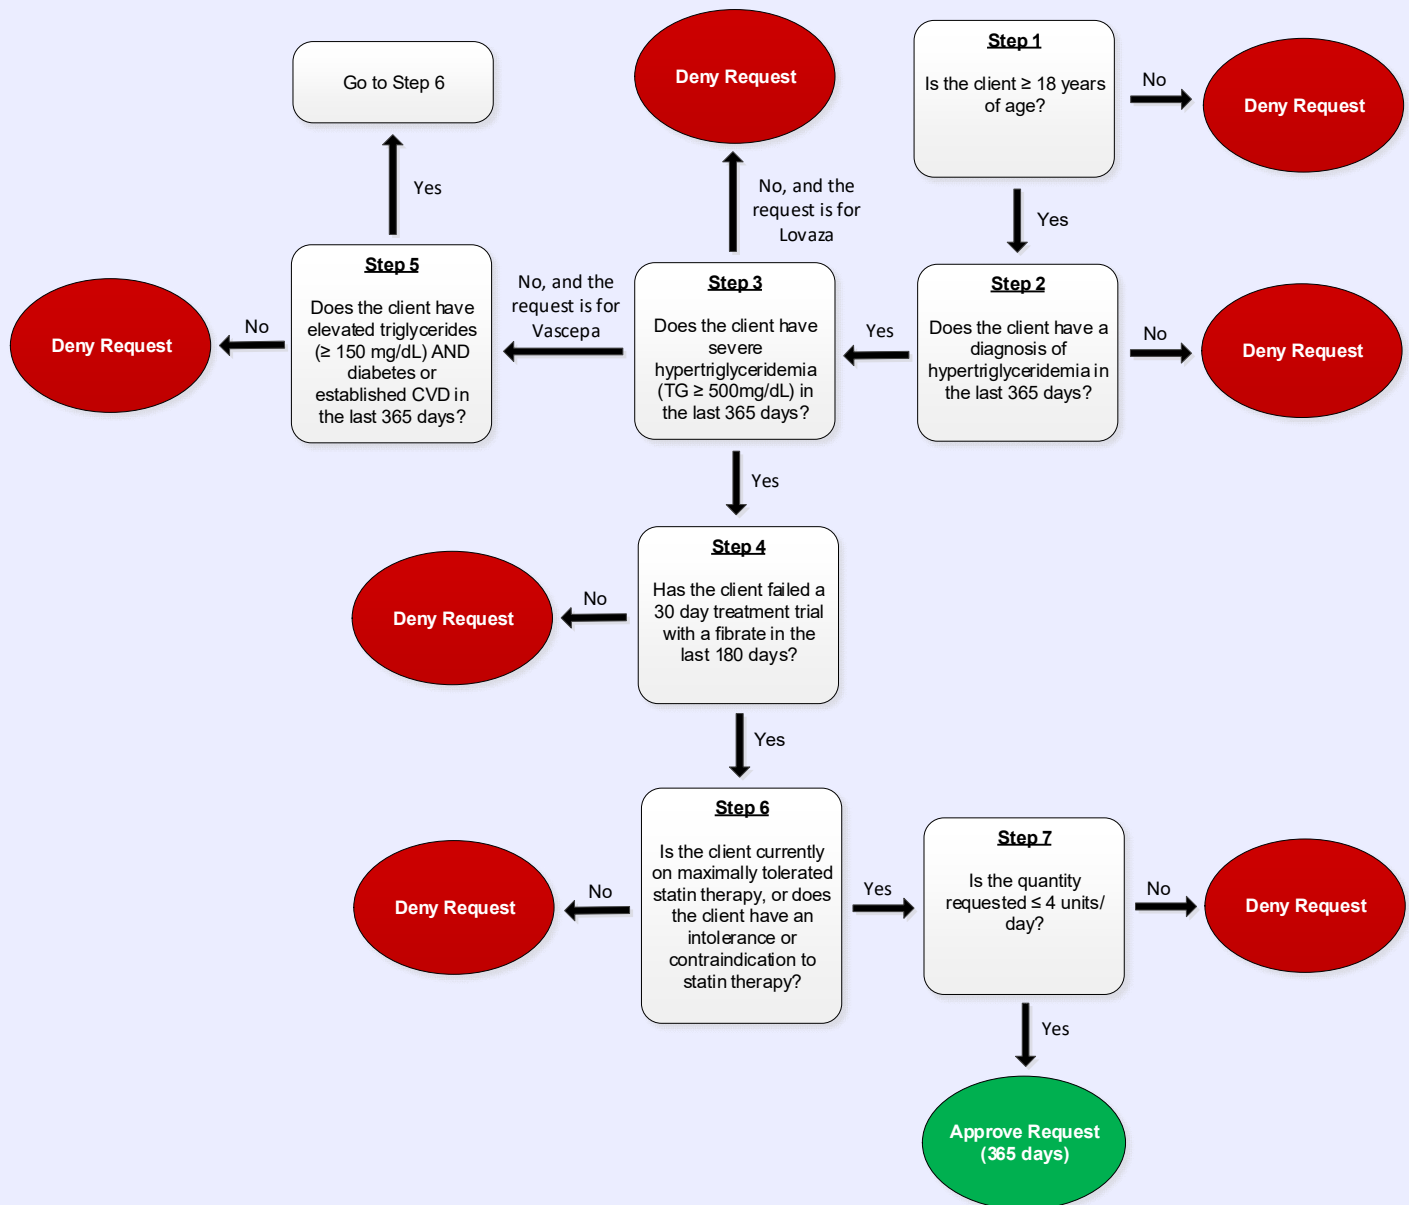 Step 1
Is the client ≥ 18 years
of age?
No
Deny Request
Yes
Step 2
Does the client have a
diagnosis of
hypertriglyceridemia in
the last 365 days?
No
Deny Request
Yes
Step 3
Does the client have
severe
hypertriglyceridemia
(TG ≥ 500mg/dL) in
the last 365 days?
No, and the
request is for
Lovaza
Deny Request
No, and the
request is for
Vascepa
Step 5
Does the client have
elevated triglycerides
(≥ 150 mg/dL) AND
diabetes or
established CVD in
the last 365 days?
Yes
Go to Step 6
No
Deny Request
Yes
Step 4
Has the client failed a
30 day treatment trial
with a fibrate in the
last 180 days?
No
Deny Request
Yes
Step 6
Is the client currently
on maximally tolerated
statin therapy, or does
the client have an
intolerance or
contraindication to
statin therapy?
No
Deny Request
Yes
Step 7
Is the quantity
requested ≤ 4 units/
day?
No
Deny Request
Yes
Approve Request
(365 days)